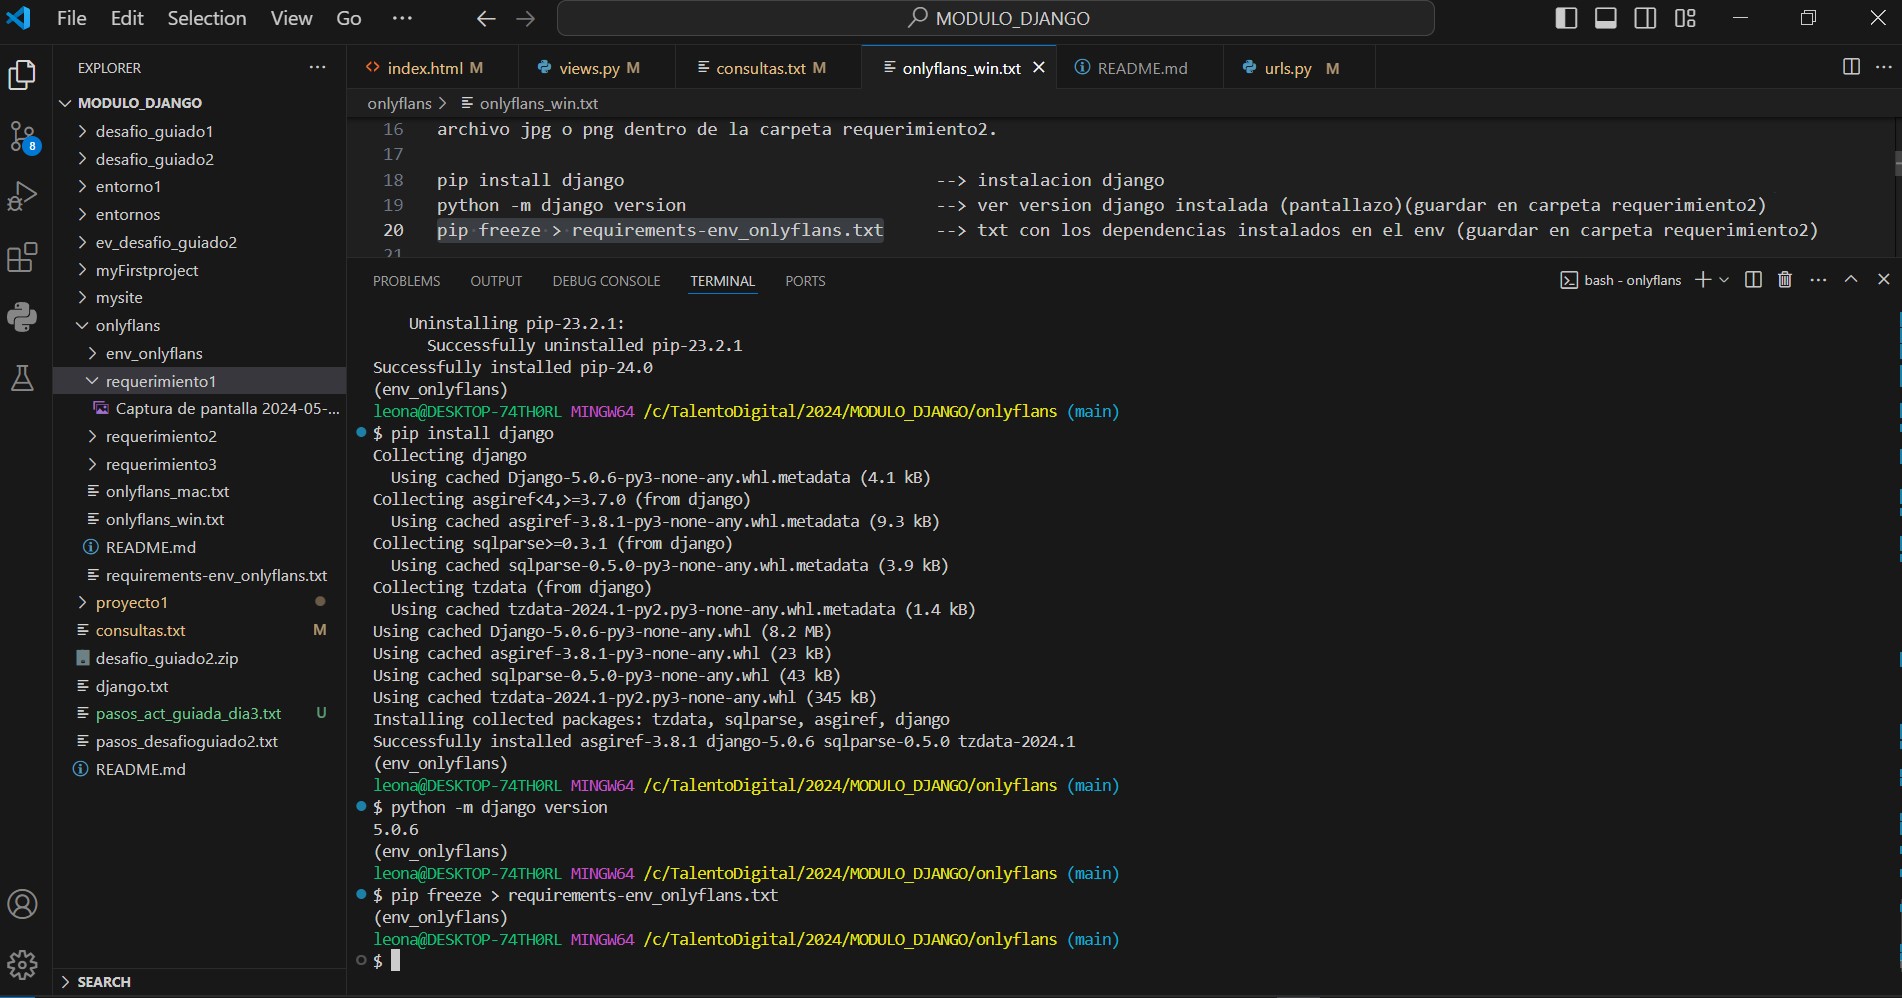 File Edit Selection View Go ··· MODULO_DJANGO
EXPLORER ···
MODULO_DJANGO
desafio_guiado1
desafio_guiado2
entorno1
entornos
ev_desafio_guiado2
myFirstproject
mysite
onlyflans
env_onlyflans
requerimiento1
Captura de pantalla 2024-05-...
requerimiento2
requerimiento3
onlyflans_mac.txt
onlyflans_win.txt
README.md
requirements-env_onlyflans.txt
proyecto1
consultas.txt M
desafio_guiado2.zip
django.txt
pasos_act_guiada_dia3.txt U
pasos_desafioguiado2.txt
README.md
SEARCH
8
index.html M views.py M consultas.txt M onlyflans_win.txt README.md urls.py M ···
onlyflans > onlyflans_win.txt
16 archivo jpg o png dentro de la carpeta requerimiento2.
17
18 pip install django --> instalacion django
19 python -m django version --> ver version django instalada (pantallazo)(guardar en carpeta requerimiento2)
20 pip freeze > requirements-env_onlyflans.txt --> txt con los dependencias instalados en el env (guardar en carpeta requerimiento2)
21
PROBLEMS OUTPUT DEBUG CONSOLE TERMINAL PORTS bash - onlyflans ···
Uninstalling pip-23.2.1:
Successfully uninstalled pip-23.2.1
Successfully installed pip-24.0
(env_onlyflans)
leona@DESKTOP-74TH0RL MINGW64 /c/TalentoDigital/2024/MODULO_DJANGO/onlyflans (main)
$ pip install django
Collecting django
Using cached Django-5.0.6-py3-none-any.whl.metadata (4.1 kB)
Collecting asgiref<4,>=3.7.0 (from django)
Using cached asgiref-3.8.1-py3-none-any.whl.metadata (9.3 kB)
Collecting sqlparse>=0.3.1 (from django)
Using cached sqlparse-0.5.0-py3-none-any.whl.metadata (3.9 kB)
Collecting tzdata (from django)
Using cached tzdata-2024.1-py2.py3-none-any.whl.metadata (1.4 kB)
Using cached Django-5.0.6-py3-none-any.whl (8.2 MB)
Using cached asgiref-3.8.1-py3-none-any.whl (23 kB)
Using cached sqlparse-0.5.0-py3-none-any.whl (43 kB)
Using cached tzdata-2024.1-py2.py3-none-any.whl (345 kB)
Installing collected packages: tzdata, sqlparse, asgiref, django
Successfully installed asgiref-3.8.1 django-5.0.6 sqlparse-0.5.0 tzdata-2024.1
(env_onlyflans)
leona@DESKTOP-74TH0RL MINGW64 /c/TalentoDigital/2024/MODULO_DJANGO/onlyflans (main)
$ python -m django version
5.0.6
(env_onlyflans)
leona@DESKTOP-74TH0RL MINGW64 /c/TalentoDigital/2024/MODULO_DJANGO/onlyflans (main)
$ pip freeze > requirements-env_onlyflans.txt
(env_onlyflans)
leona@DESKTOP-74TH0RL MINGW64 /c/TalentoDigital/2024/MODULO_DJANGO/onlyflans (main)
$